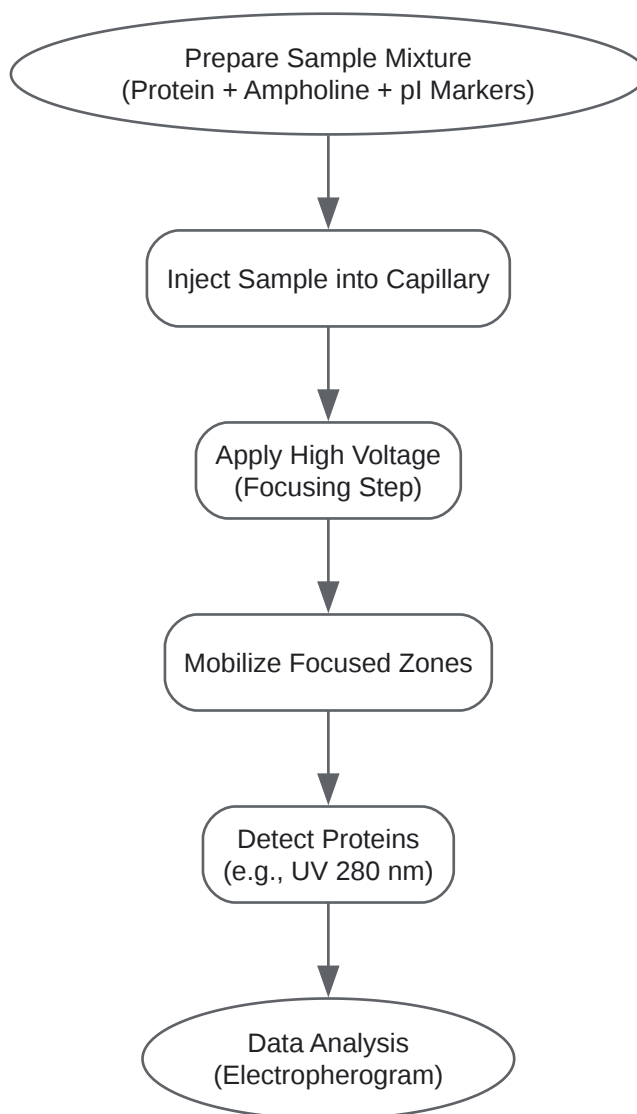 Prepare Sample Mixture
(Protein + Ampholine + pI Markers)
Inject Sample into Capillary
Apply High Voltage
(Focusing Step)
Mobilize Focused Zones
Detect Proteins
(e.g., UV 280 nm)
Data Analysis
(Electropherogram)